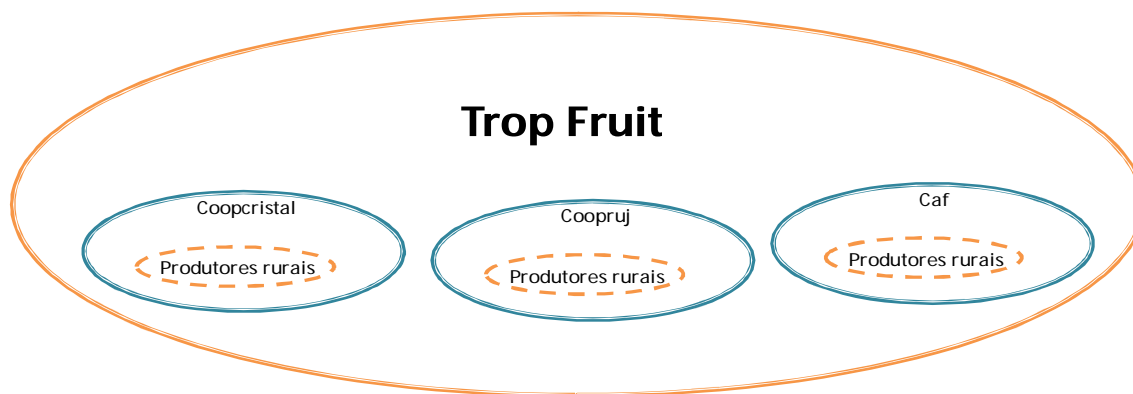 Trop Fruit
Coopcristal
Produtores rurais
Coopruj
Produtores rurais
Caf
Produtores rurais